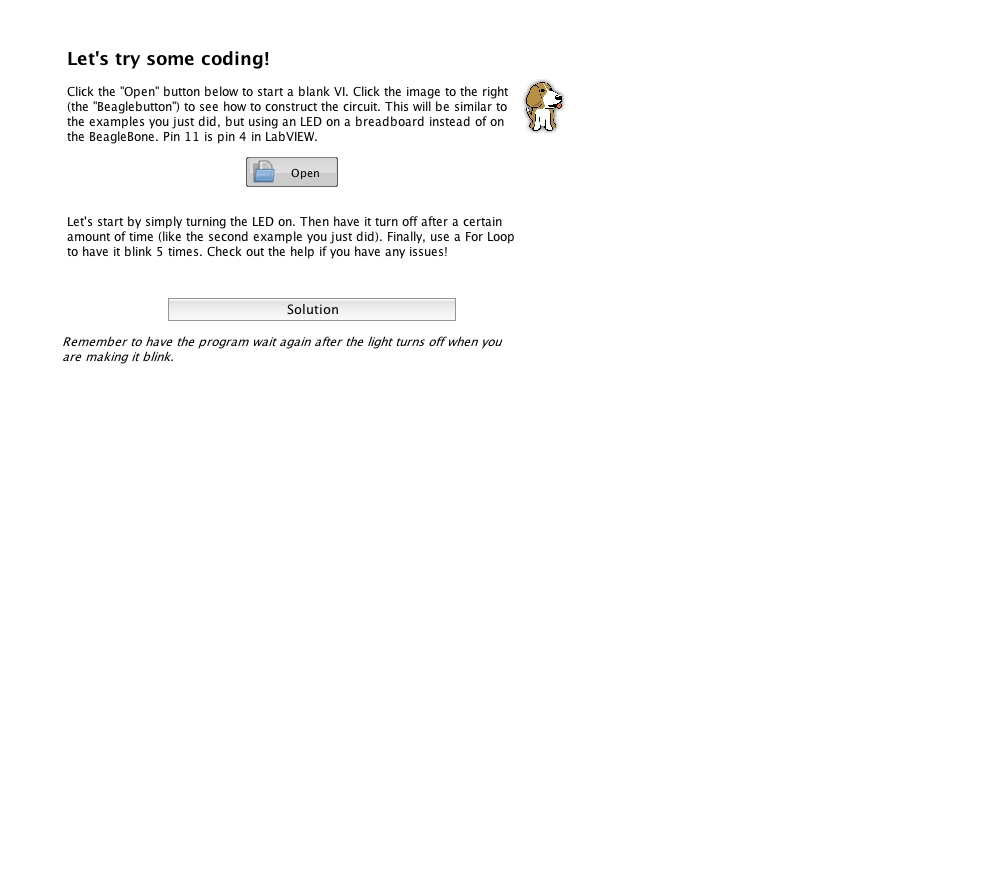 Let's try some coding!
Click the "Open" button below to start a blank VI. Click the image to the right
(the "Beaglebutton") to see how to construct the circuit. This will be similar to
the examples you just did, but using an LED on a breadboard instead of on
the BeagleBone. Pin 11 is pin 4 in LabVIEW.
Open
Let's start by simply turning the LED on. Then have it turn off after a certain
amount of time (like the second example you just did). Finally, use a For Loop
to have it blink 5 times. Check out the help if you have any issues!
Solution
Remember to have the program wait again after the light turns off when you
are making it blink.